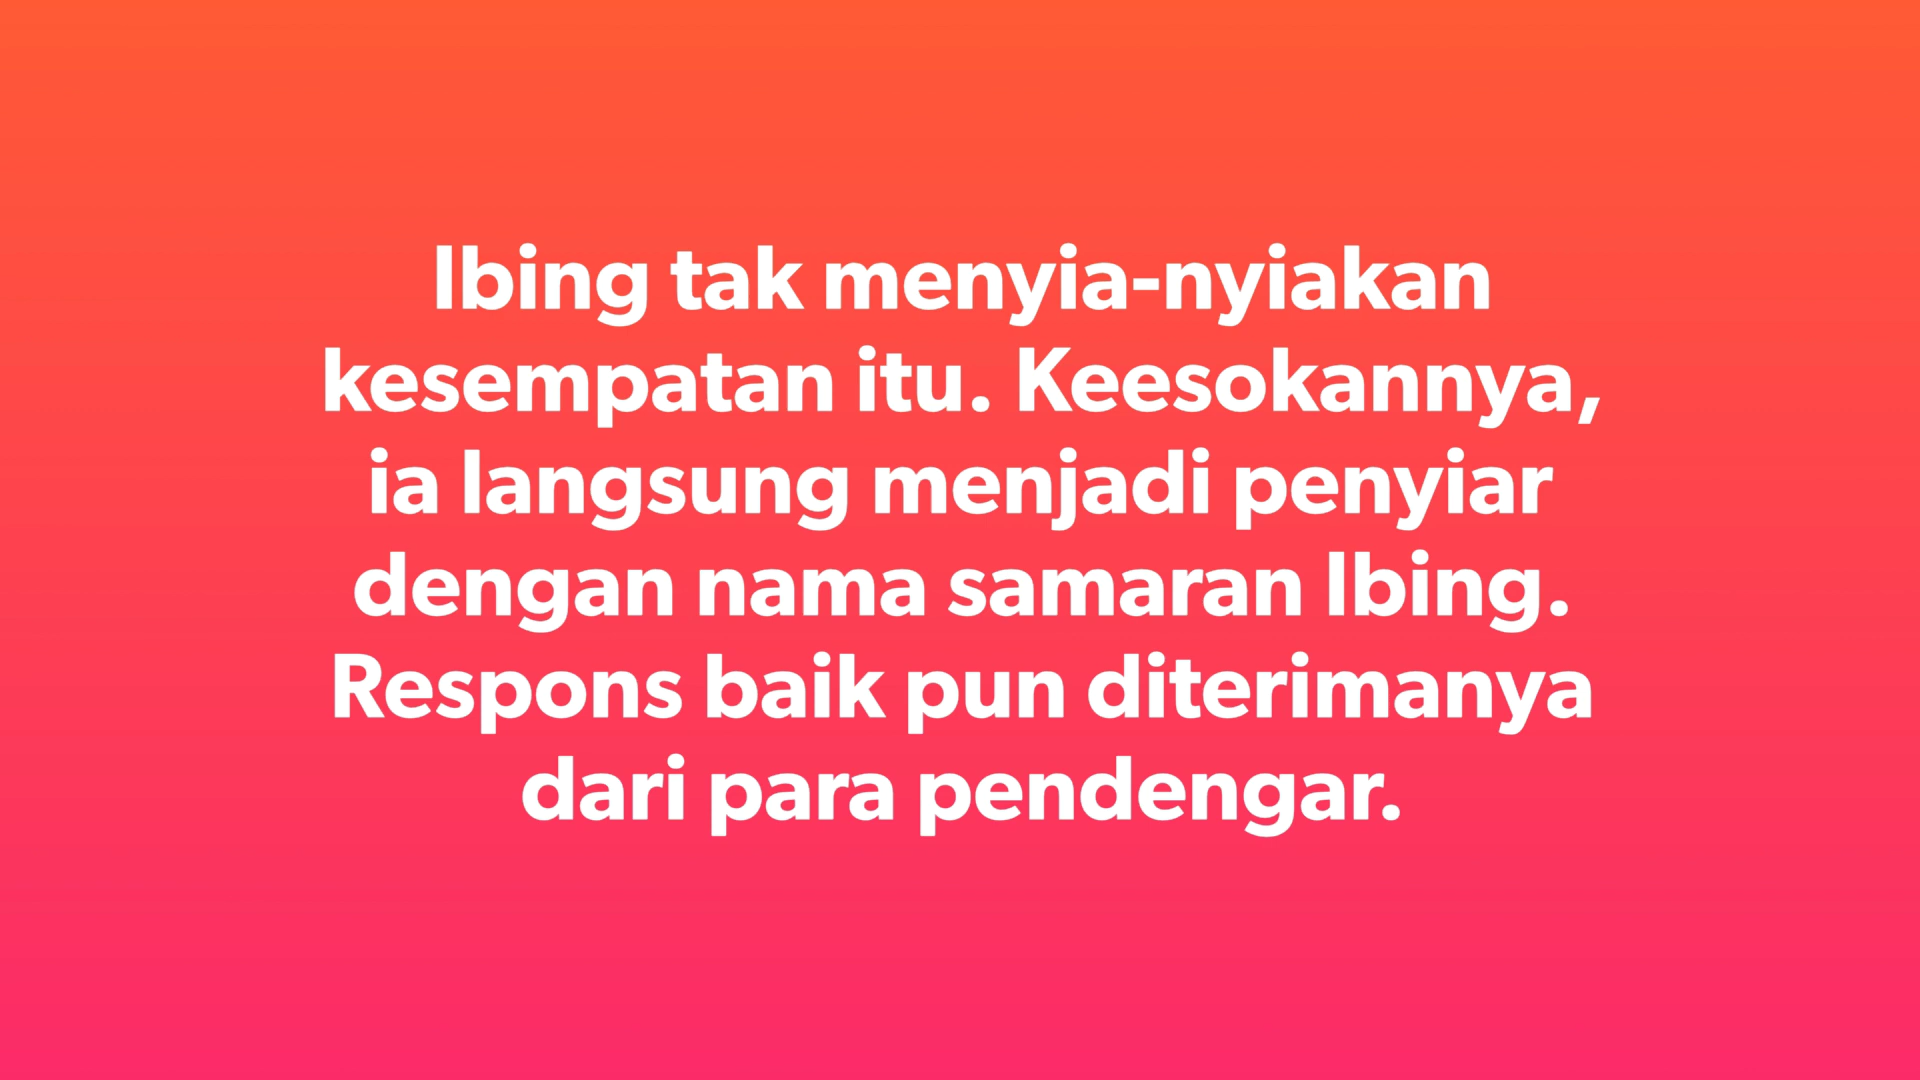 Ibing tak menyia-nyiakan
kesempatan itu. Keesokannya,
ia langsung menjadi penyiar
dengan nama samaran Ibing.
Respons baik pun diterimanya
dari para pendengar.